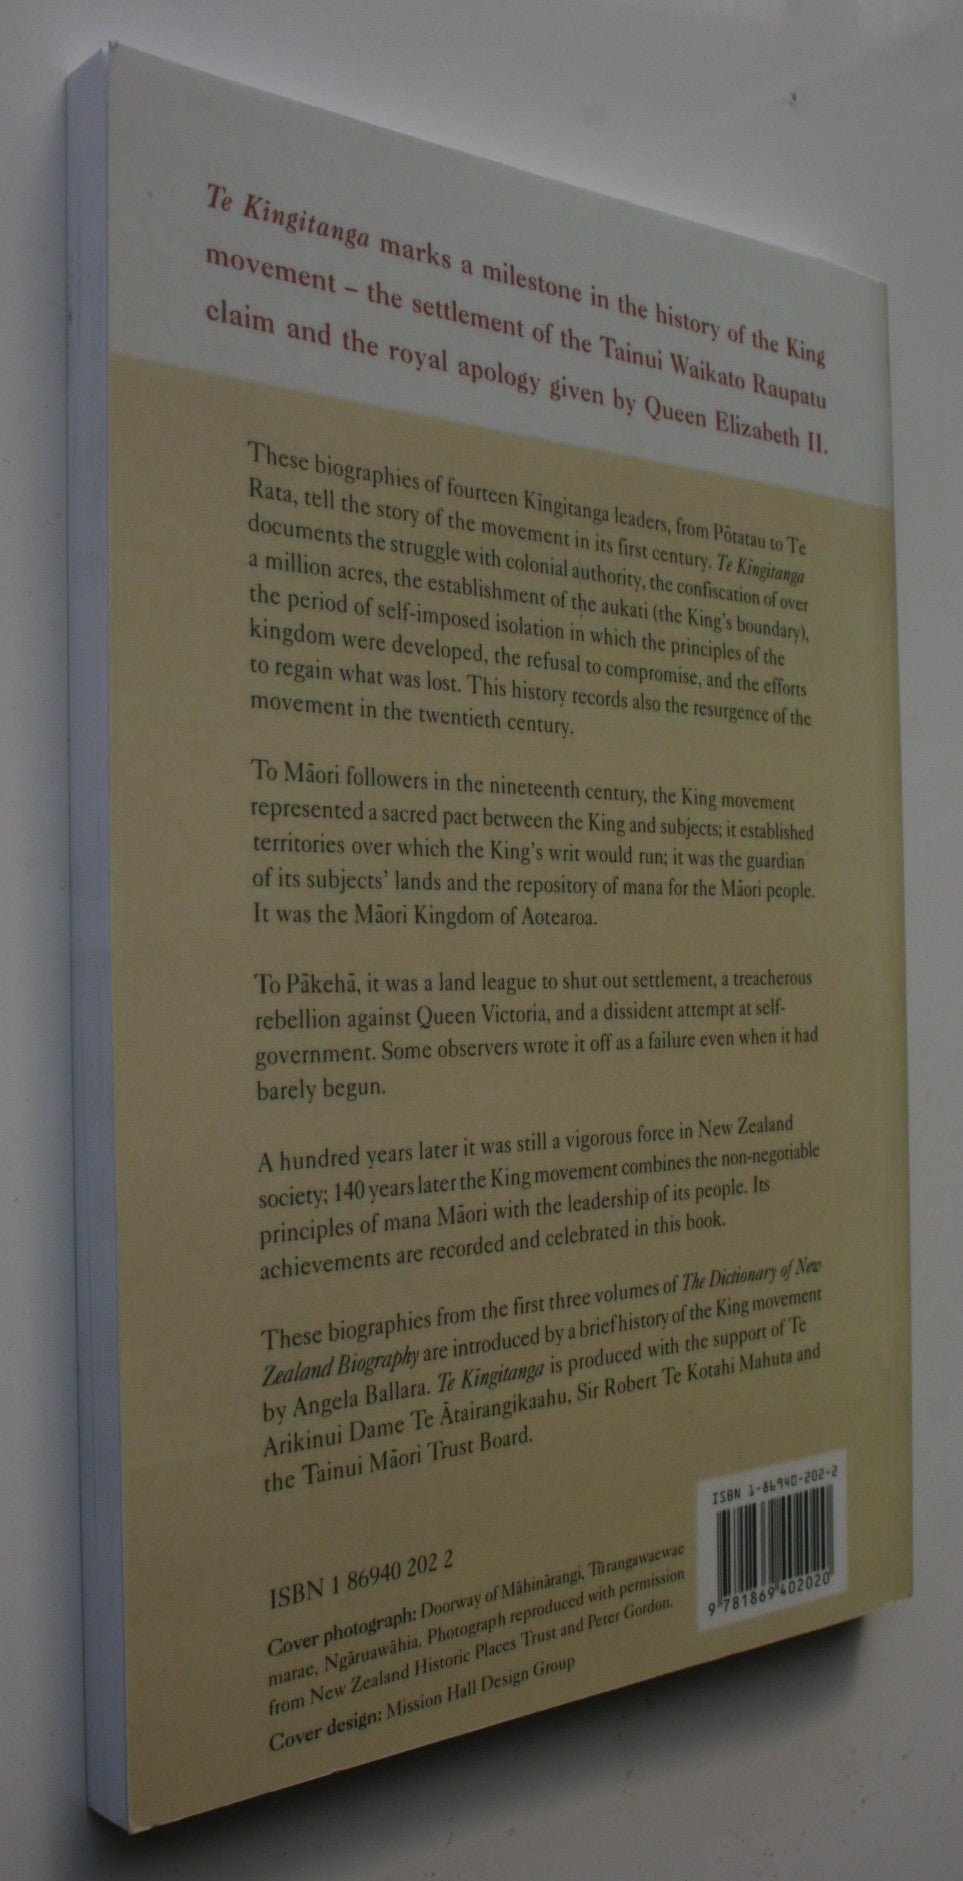 Te Kīngitanga marks a milestone in the history of the King
movement – the settlement of the Tainui Waikato Raupatu
claim and the royal apology given by Queen Elizabeth II.
These biographies of fourteen Kīngitanga leaders, from Pōtatau to Te
Rata, tell the story of the movement in its first century. Te Kīngitanga
documents the struggle with colonial authority, the confiscation of over
a million acres, the establishment of the aukati (the King's boundary),
the period of self-imposed isolation in which the principles of the
kingdom were developed, the refusal to compromise, and the efforts
to regain what was lost. This history records also the resurgence of the
movement in the twentieth century.
To Māori followers in the nineteenth century, the King movement
represented a sacred pact between the King and subjects; it established
territories over which the King's writ would run; it was the guardian
of its subjects' lands and the repository of mana for the Māori people.
It was the Māori Kingdom of Aotearoa.
To Pākehā, it was a land league to shut out settlement, a treacherous
rebellion against Queen Victoria, and a dissident attempt at self-
government. Some observers wrote it off as a failure even when it had
barely begun.
A hundred years later it was still a vigorous force in New Zealand
society; 140 years later the King movement combines the non-negotiable
principles of mana Māori with the leadership of its people. Its
achievements are recorded and celebrated in this book.
These biographies from the first three volumes of The Dictionary of New
Zealand Biography are introduced by a brief history of the King movement
by Angela Ballara. Te Kīngitanga is produced with the support of Te
Arikinui Dame Te Ātairangikaahu, Sir Robert Te Kotahi Mahuta and
the Tainui Māori Trust Board.
ISBN 1-86940-202-2
9 781869 402020
ISBN 1 86940 202 2
Cover photograph: Doorway of Māhinārangi, Tūrangawaewae
marae, Ngāruawāhia. Photograph reproduced with permission
from New Zealand Historic Places Trust and Peter Gordon.
Cover design: Mission Hall Design Group